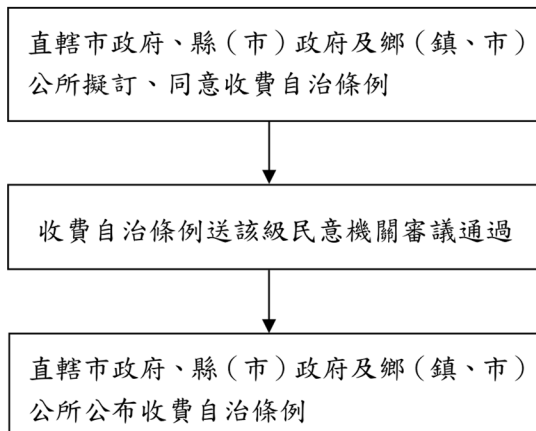 直轄市政府、縣（市）政府及鄉（鎮、市）
公所擬訂、同意收費自治條例
收費自治條例送該級民意機關審議通過
直轄市政府、縣（市）政府及鄉（鎮、市）
公所公布收費自治條例